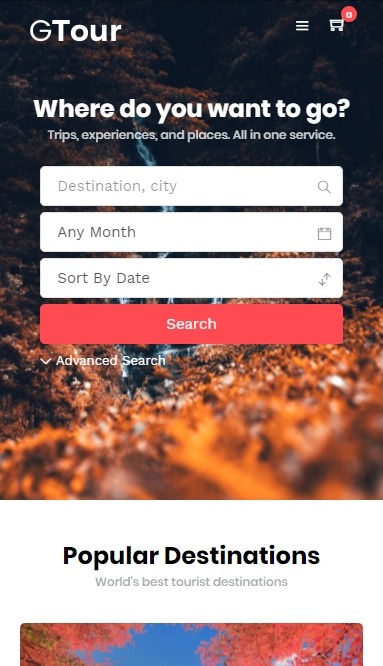 GTour
0
Where do you want to go?
Trips, experiences, and places. All in one service.
Destination, city
Any Month
Sort By Date
Search
Advanced Search
Popular Destinations
World's best tourist destinations